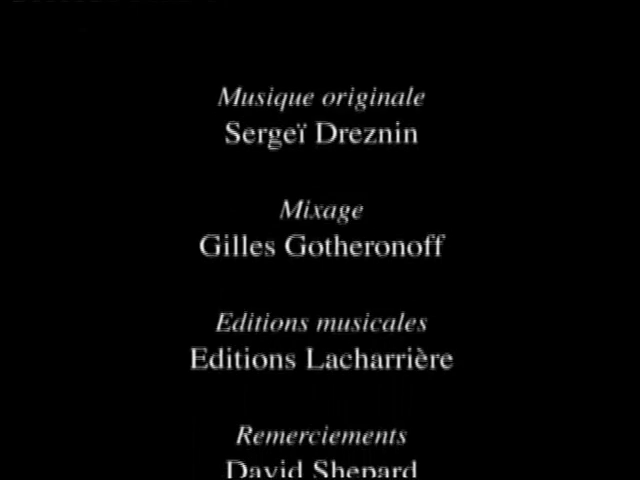 Musique originale
Sergeï Dreznin
Mixage
Gilles Gotheronoff
Editions musicales
Editions Lacharrière
Remerciements
David Shepard